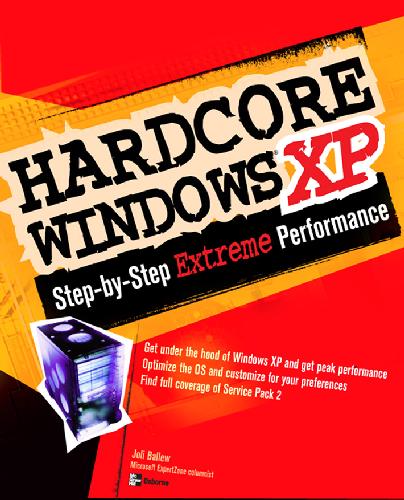 HARDCORE
WINDOWS® XP
Step-by-Step Extreme Performance
Get under the hood of Windows XP and get peak performance
Optimize the OS and customize for your preferences
Find full coverage of Service Pack 2
Joli Ballew
Microsoft ExpertZone columnist
Osborne